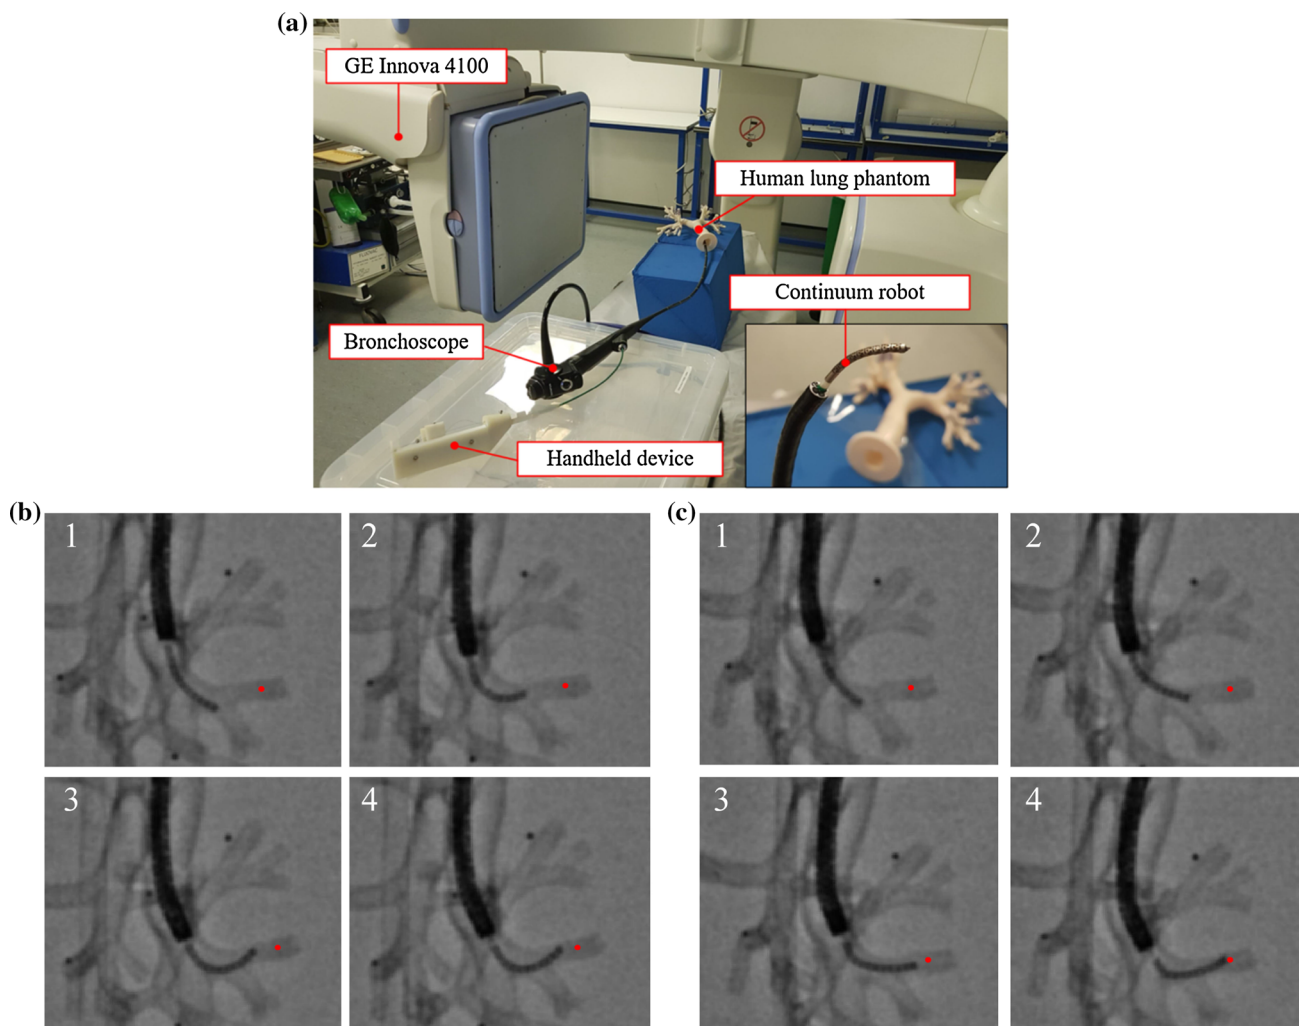 (a)
GE Innova 4100
Human lung phantom
Continuum robot
Bronchoscope
Handheld device
(b)
1
2
3
4
(c)
1
2
3
4